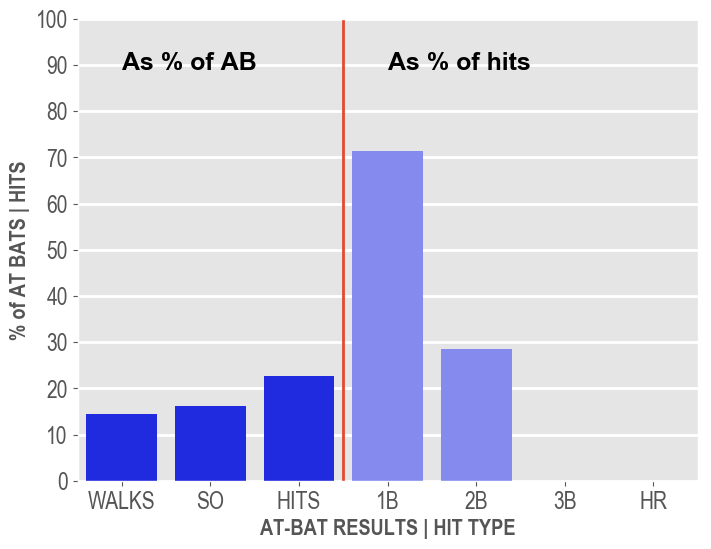 As % of AB
As % of hits
100
90
80
70
60
50
40
30
20
10
0
% of AT BATS | HITS
WALKS SO HITS 1B 2B 3B HR
AT-BAT RESULTS | HIT TYPE